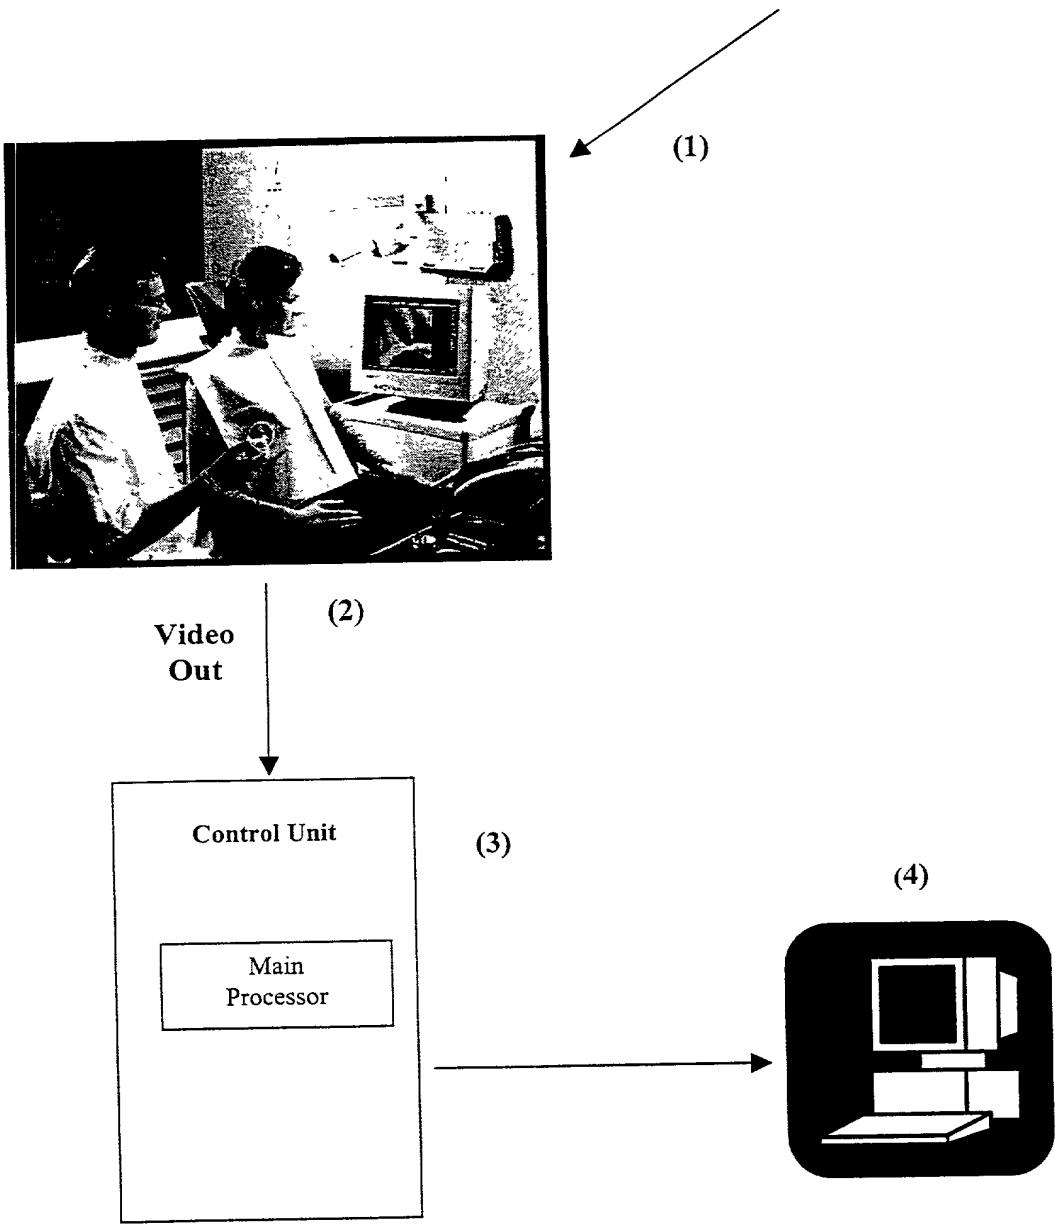 (1)
(2)
Video
Out
Control Unit
(3)
(4)
Main
Processor